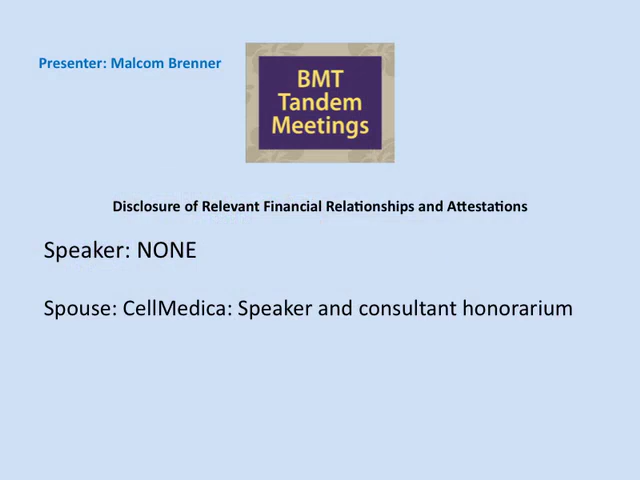 Presenter: Malcom Brenner
BMT
Tandem
Meetings
Disclosure of Relevant Financial Relationships and Attestations
Speaker: NONE
Spouse: CellMedica: Speaker and consultant honorarium